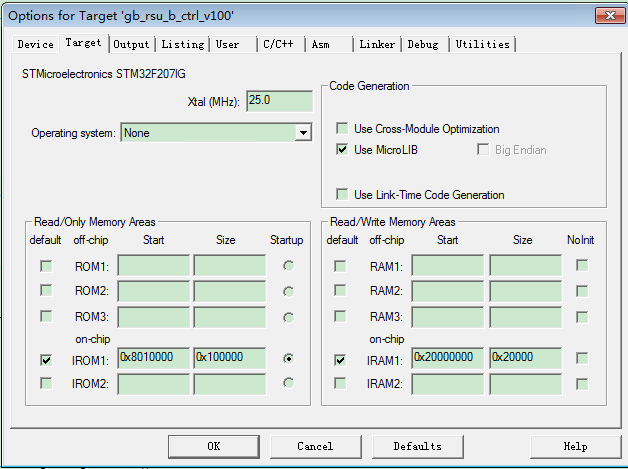 Options for Target 'gb_rsu_b_ctrl_v100'
Device Target Output Listing User C/C++ Asm Linker Debug Utilities
STMicroelectronics STM32F207IG
Xtal (MHz): 25.0
Operating system: None
Code Generation
Use Cross-Module Optimization
Use MicroLIB Big Endian
Use Link-Time Code Generation
Read/Only Memory Areas
default off-chip Start Size Startup
ROM1:
ROM2:
ROM3:
on-chip
IROM1: 0x8010000 0x100000
IROM2:
Read/Write Memory Areas
default off-chip Start Size NoInit
RAM1:
RAM2:
RAM3:
on-chip
IRAM1: 0x20000000 0x20000
IRAM2:
OK Cancel Defaults Help